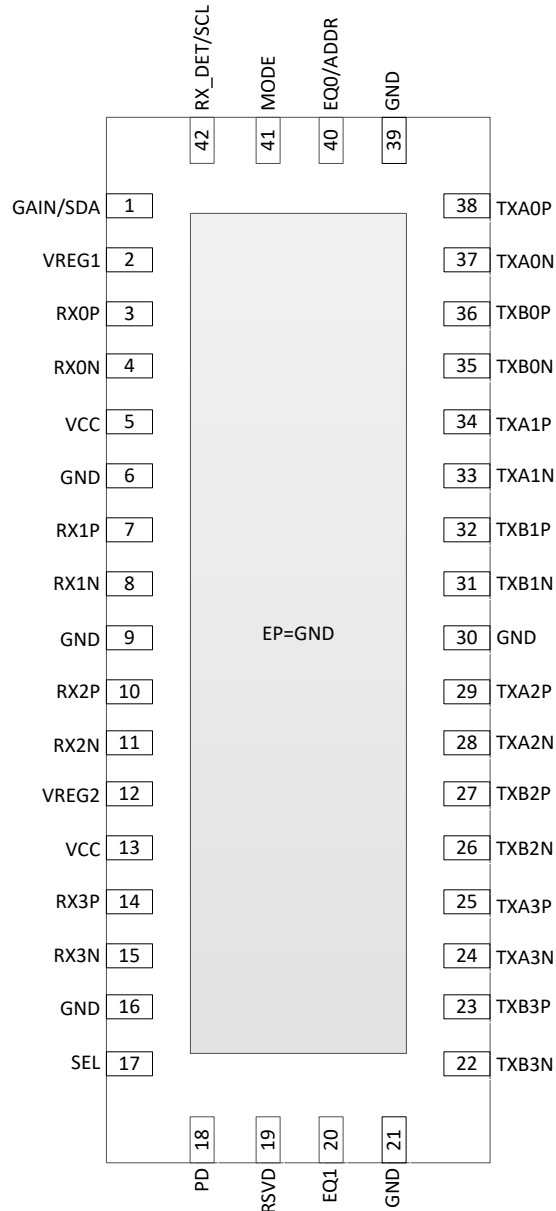 RX_DET/SCL
MODE
EQ0/ADDR
GND
42
41
40
39
GAIN/SDA 1
38 TXA0P
VREG1 2
37 TXA0N
RX0P 3
36 TXB0P
RX0N 4
35 TXB0N
VCC 5
34 TXA1P
GND 6
33 TXA1N
RX1P 7
32 TXB1P
RX1N 8
31 TXB1N
GND 9
EP=GND
30 GND
RX2P 10
29 TXA2P
RX2N 11
28 TXA2N
VREG2 12
27 TXB2P
VCC 13
26 TXB2N
RX3P 14
25 TXA3P
RX3N 15
24 TXA3N
GND 16
23 TXB3P
SEL 17
22 TXB3N
18
19
20
21
PD
RSVD
EQ1
GND